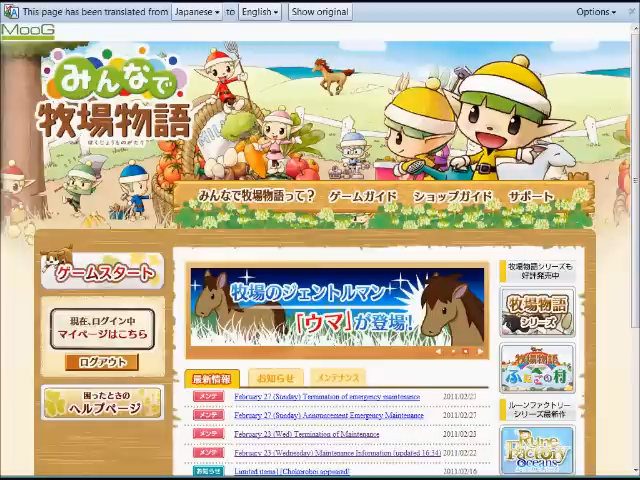 This page has been translated from Japanese to English Show original Options
MooG
みんなで
牧場物語
ぼくじょうものがたり
みんなで牧場物語って? ゲームガイド ショップガイド サポート
ゲームスタート
現在、ログイン中
マイページはこちら
ログアウト
困ったときの
ヘルプページ
牧場のジェントルマン
「ウマ」が登場!
最新情報 お知らせ メンテナンス
メンテ February 27 (Sunday) Termination of emergency maintenance 2011/02/27
メンテ February 27 (Sunday) Announcement Emergency Maintenance 2011/02/27
メンテ February 23 (Wed) Termination of Maintenance 2011/02/23
メンテ February 23 (Wednesday) Maintenance Information (updated 16:34) 2011/02/22
お知らせ Limited items] [Chokorobo appeared! 2011/02/16
牧場物語シリーズも
好評発売中
牧場物語
シリーズ
牧場物語
ふたごの村
ルーンファクトリー
シリーズ最新作
Rune
Factory
Oceans